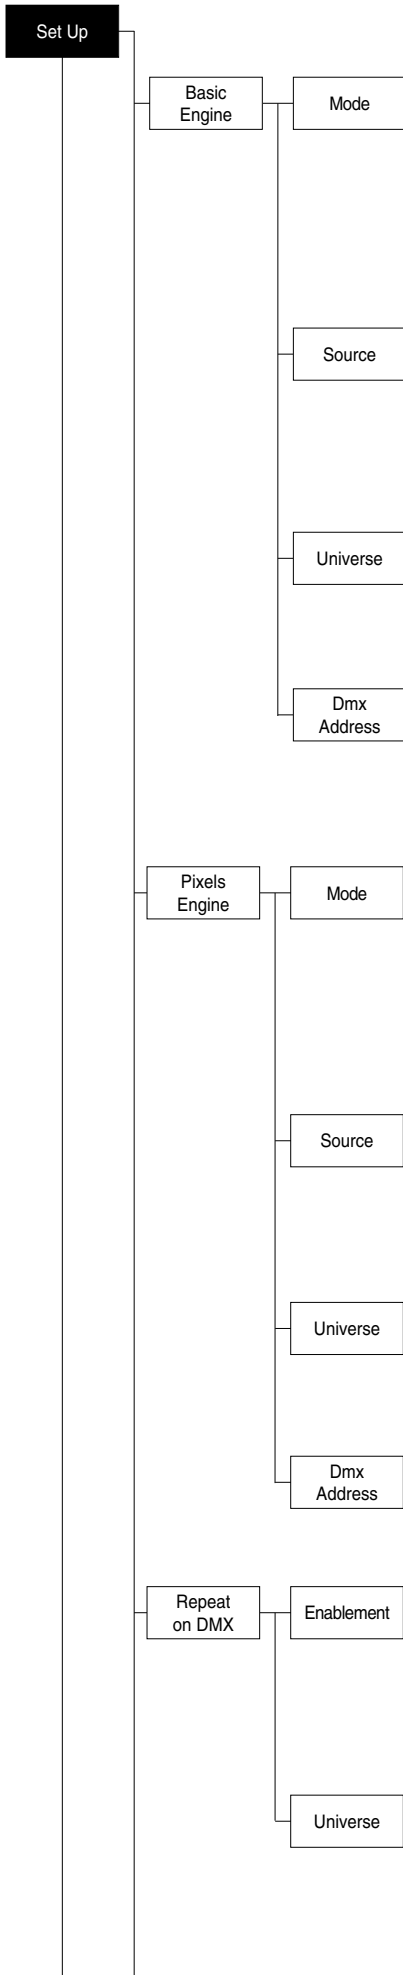 Set Up
Basic
Engine
Mode
Source
Universe
Dmx
Address
Pixels
Engine
Mode
Source
Universe
Dmx
Address
Repeat
on DMX
Enablement
Universe